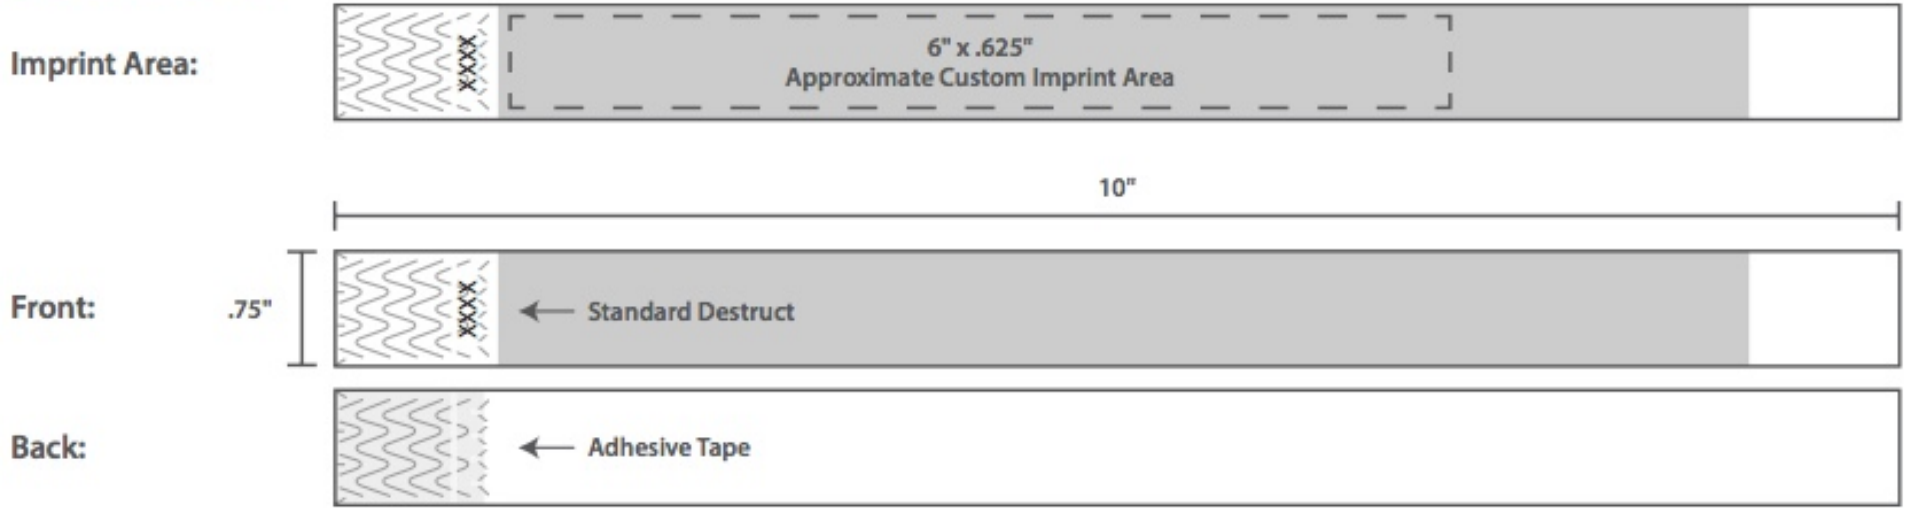 Imprint Area:
6" x .625"
Approximate Custom Imprint Area
10"
Front:
.75"
Standard Destruct
Back:
Adhesive Tape